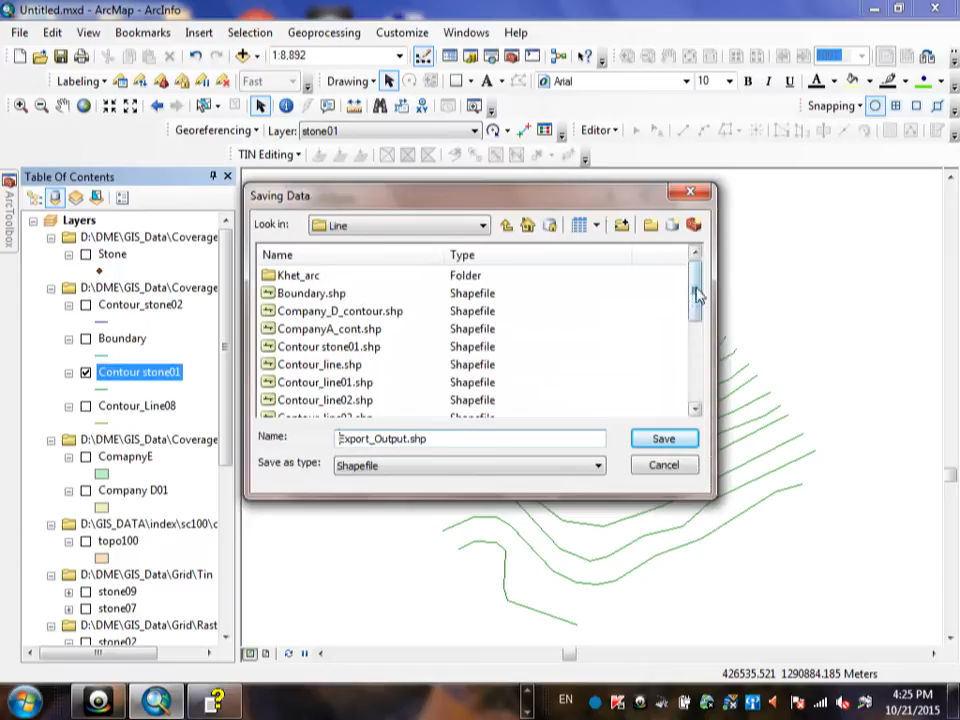 Untitled.mxd - ArcMap - ArcInfo
File Edit View Bookmarks Insert Selection Geoprocessing Customize Windows Help
1:8,892
Labeling Fast Drawing A Arial 10 B I U A
Snapping
Georeferencing Layer: stone01 Editor
TIN Editing
Table Of Contents
ArcToolbox
Layers
D:\DME\GIS_Data\Coverage
Stone
D:\DME\GIS_Data\Coverage
Contour_stone02
Boundary
Contour stone01
Contour_Line08
D:\DME\GIS_Data\Coverage
ComapnyE
Company D01
D:\GIS_DATA\index\sc100\c
topo100
D:\DME\GIS_Data\Grid\Tin
stone09
stone07
D:\DME\GIS_Data\Grid\Rast
stone02
Saving Data
Look in: Line
Name Type
Khet_arc Folder
Boundary.shp Shapefile
Company_D_contour.shp Shapefile
CompanyA_cont.shp Shapefile
Contour stone01.shp Shapefile
Contour_line.shp Shapefile
Contour_line01.shp Shapefile
Contour_line02.shp Shapefile
Name: Export_Output.shp Save
Save as type: Shapefile Cancel
426535.521 1290884.185 Meters
EN
4:25 PM
10/21/2015